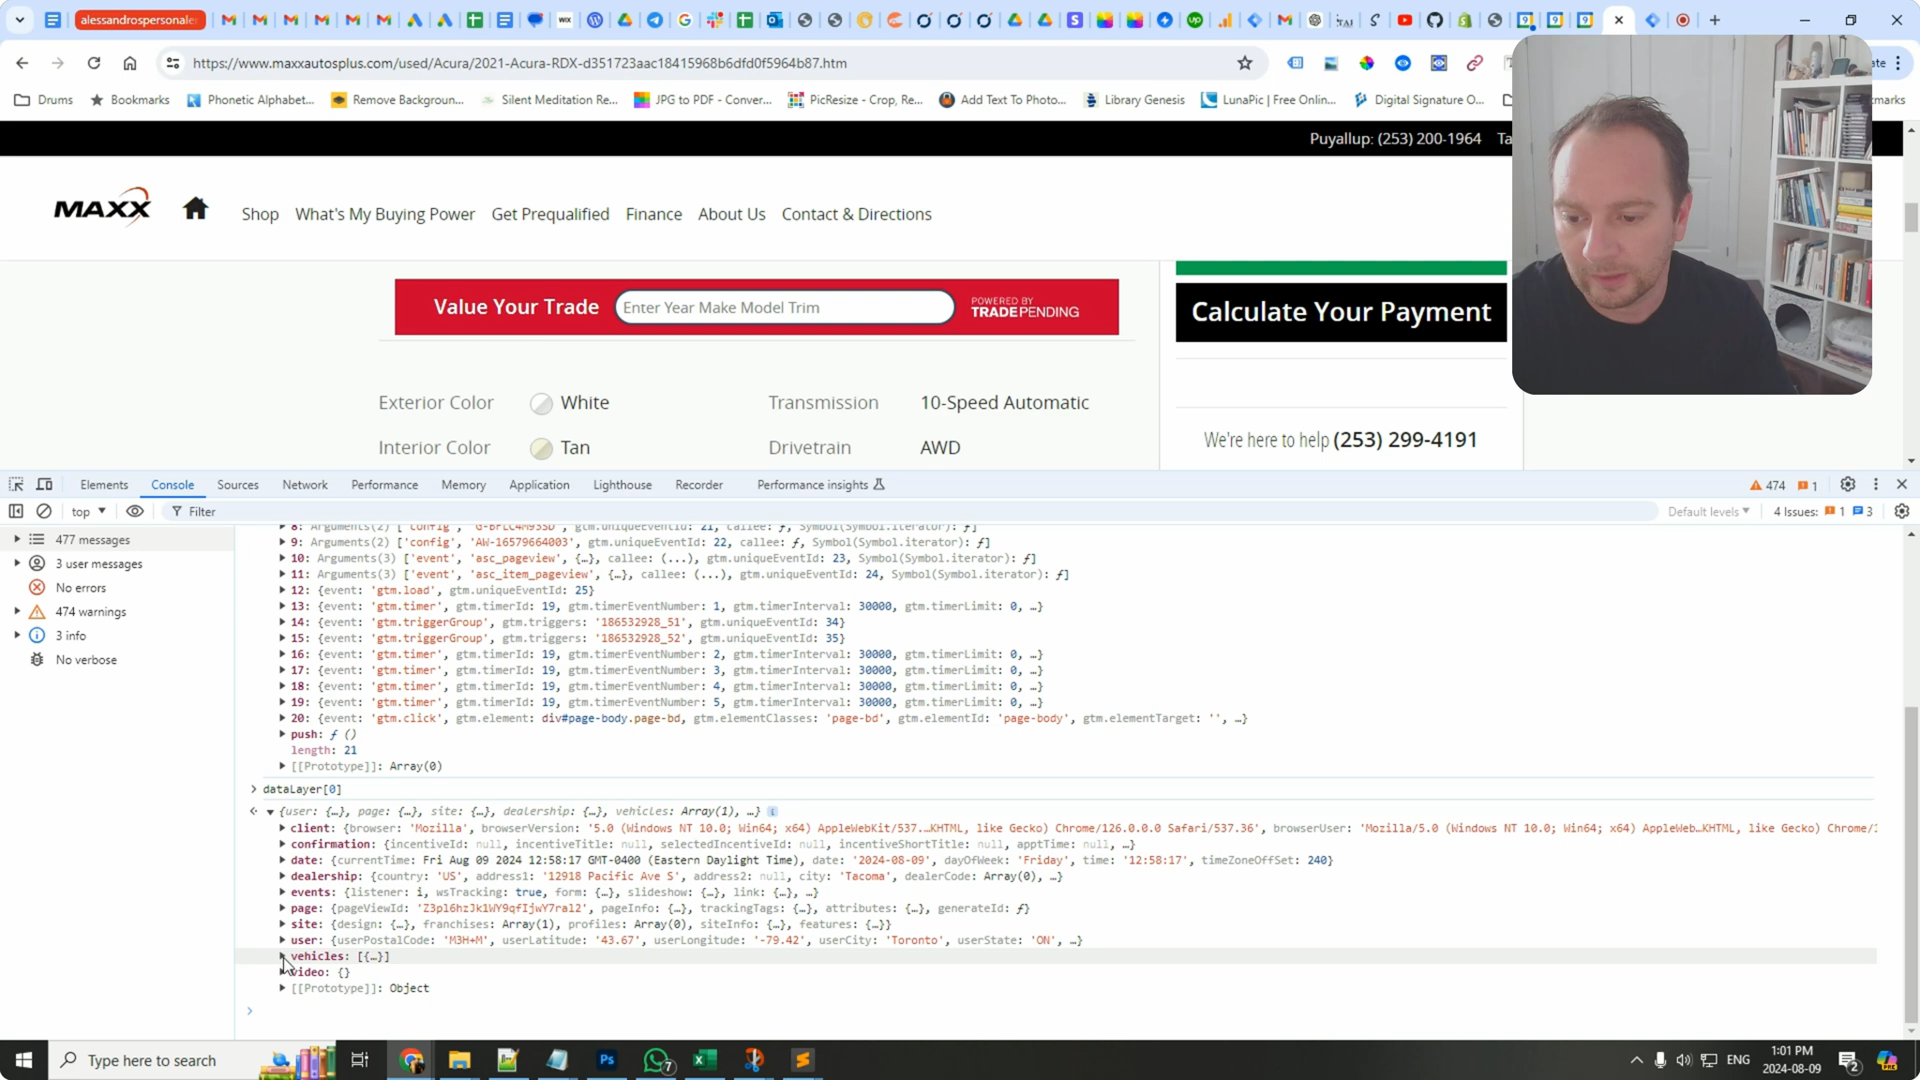 alessandrospersonale
https://www.maxxautosplus.com/used/Acura/2021-Acura-RDX-d351723aac18415968b6dfd0f5964b87.htm
Drums
Bookmarks
Phonetic Alphabet...
Remove Backgroun...
Silent Meditation Re...
JPG to PDF - Conver...
PicResize - Crop, Re...
Add Text To Photo...
Library Genesis
LunaPic | Free Onlin...
Digital Signature O...
Puyallup: (253) 200-1964 Ta
MAXX
Shop What's My Buying Power Get Prequalified Finance About Us Contact & Directions
Value Your Trade
Enter Year Make Model Trim
POWERED BY
TRADEPENDING
Calculate Your Payment
Exterior Color White Transmission 10-Speed Automatic
Interior Color Tan Drivetrain AWD
We're here to help (253) 299-4191
Elements Console Sources Network Performance Memory Application Lighthouse Recorder Performance insights 474 1
top Filter Default levels 4 Issues: 1 3
477 messages
3 user messages
No errors
474 warnings
3 info
No verbose
9: Arguments(2) ['config', 'AW-16579664003', gtm.uniqueEventId: 22, callee: ƒ, Symbol(Symbol.iterator): ƒ]
10: Arguments(3) ['event', 'asc_pageview', {…}, callee: (...), gtm.uniqueEventId: 23, Symbol(Symbol.iterator): ƒ]
11: Arguments(3) ['event', 'asc_item_pageview', {…}, callee: (...), gtm.uniqueEventId: 24, Symbol(Symbol.iterator): ƒ]
12: {event: 'gtm.load', gtm.uniqueEventId: 25}
13: {event: 'gtm.timer', gtm.timerId: 19, gtm.timerEventNumber: 1, gtm.timerInterval: 30000, gtm.timerLimit: 0, …}
14: {event: 'gtm.triggerGroup', gtm.triggers: '186532928_51', gtm.uniqueEventId: 34}
15: {event: 'gtm.triggerGroup', gtm.triggers: '186532928_52', gtm.uniqueEventId: 35}
16: {event: 'gtm.timer', gtm.timerId: 19, gtm.timerEventNumber: 2, gtm.timerInterval: 30000, gtm.timerLimit: 0, …}
17: {event: 'gtm.timer', gtm.timerId: 19, gtm.timerEventNumber: 3, gtm.timerInterval: 30000, gtm.timerLimit: 0, …}
18: {event: 'gtm.timer', gtm.timerId: 19, gtm.timerEventNumber: 4, gtm.timerInterval: 30000, gtm.timerLimit: 0, …}
19: {event: 'gtm.timer', gtm.timerId: 19, gtm.timerEventNumber: 5, gtm.timerInterval: 30000, gtm.timerLimit: 0, …}
20: {event: 'gtm.click', gtm.element: div#page-body.page-bd, gtm.elementClasses: 'page-bd', gtm.elementId: 'page-body', gtm.elementTarget: '', …}
push: ƒ ()
length: 21
[[Prototype]]: Array(0)
dataLayer[0]
{user: {…}, page: {…}, site: {…}, dealership: {…}, vehicles: Array(1), …}
client: {browser: 'Mozilla', browserVersion: '5.0 (Windows NT 10.0; Win64; x64) AppleWebKit/537.…KHTML, like Gecko) Chrome/126.0.0.0 Safari/537.36', browserUser: 'Mozilla/5.0 (Windows NT 10.0; Win64; x64) AppleWeb…KHTML, like Gecko) Chrome/1
confirmation: {incentiveId: null, incentiveTitle: null, selectedIncentiveId: null, incentiveShortTitle: null, apptTime: null, …}
date: {currentTime: Fri Aug 09 2024 12:58:17 GMT-0400 (Eastern Daylight Time), date: '2024-08-09', dayOfWeek: 'Friday', time: '12:58:17', timeZoneOffSet: 240}
dealership: {country: 'US', address1: '12918 Pacific Ave S', address2: null, city: 'Tacoma', dealerCode: Array(0), …}
events: {listener: i, wsTracking: true, form: {…}, slideshow: {…}, link: {…}, …}
page: {pageViewId: 'Z3pl6hzJk1WY9qfIjwY7ral2', pageInfo: {…}, trackingTags: {…}, attributes: {…}, generateId: ƒ}
site: {design: {…}, franchises: Array(1), profiles: Array(0), siteInfo: {…}, features: {…}}
user: {userPostalCode: 'M3H+M', userLatitude: '43.67', userLongitude: '-79.42', userCity: 'Toronto', userState: 'ON', …}
vehicles: [{…}]
video: {}
[[Prototype]]: Object
Type here to search
ENG
1:01 PM
2024-08-09